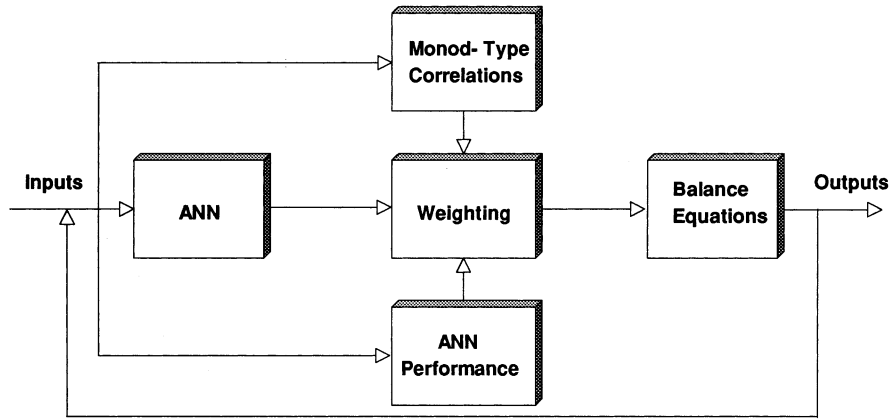 Monod- Type
Correlations
Inputs
ANN
Weighting
Balance
Equations
Outputs
ANN
Performance